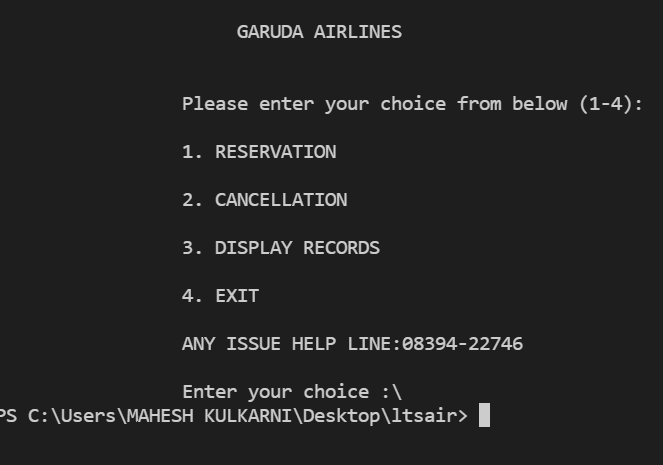 GARUDA AIRLINES
Please enter your choice from below (1-4):
1. RESERVATION
2. CANCELLATION
3. DISPLAY RECORDS
4. EXIT
ANY ISSUE HELP LINE:08394-22746
Enter your choice :\
PS C:\Users\MAHESH KULKARNI\Desktop\ltsair>